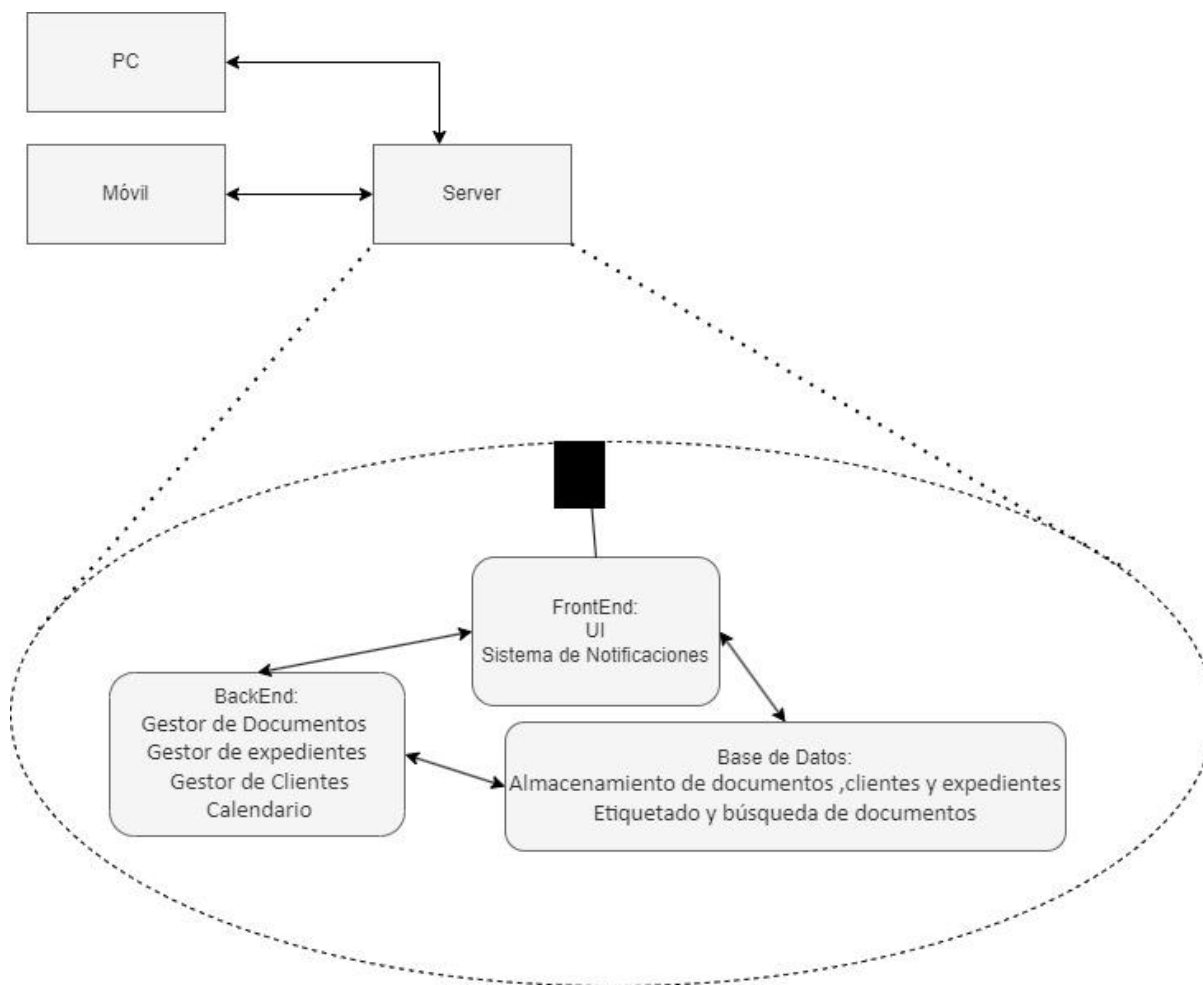 PC
Móvil
Server
FrontEnd:
UI
Sistema de Notificaciones
BackEnd:
Gestor de Documentos
Gestor de expedientes
Gestor de Clientes
Calendario
Base de Datos:
Almacenamiento de documentos ,clientes y expedientes
Etiquetado y búsqueda de documentos